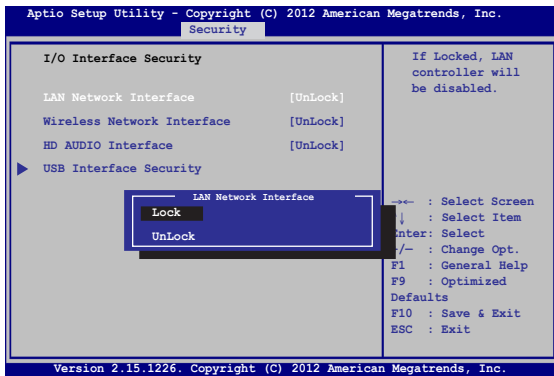 Aptio Setup Utility - Copyright (C) 2012 American Megatrends, Inc.
Security
I/O Interface Security
LAN Network Interface [UnLock]
Wireless Network Interface [UnLock]
HD AUDIO Interface [UnLock]
USB Interface Security
If Locked, LAN
controller will
be disabled.
LAN Network Interface
Lock
UnLock
→← : Select Screen
↓ : Select Item
Enter: Select
/— : Change Opt.
F1 : General Help
F9 : Optimized
Defaults
F10 : Save & Exit
ESC : Exit
Version 2.15.1226. Copyright (C) 2012 American Megatrends, Inc.